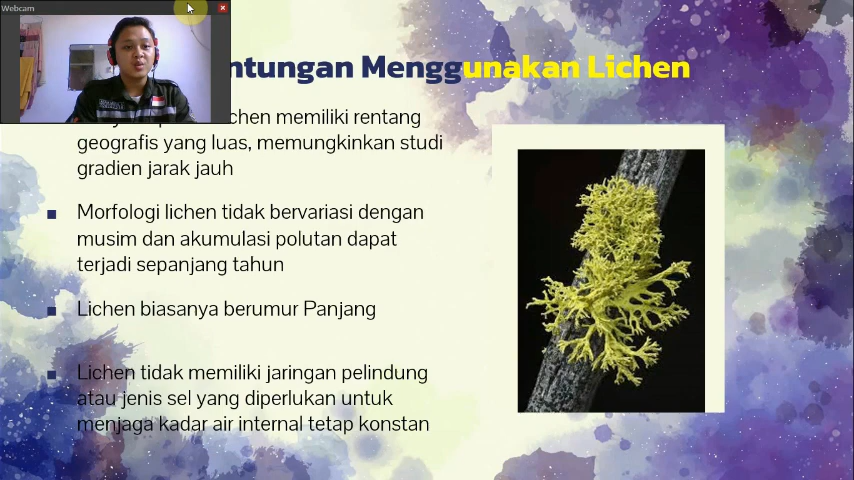 Webcam
ntungan Menggunakan Lichen
chen memiliki rentang
geografis yang luas, memungkinkan studi
gradien jarak jauh
Morfologi lichen tidak bervariasi dengan
musim dan akumulasi polutan dapat
terjadi sepanjang tahun
Lichen biasanya berumur Panjang
Lichen tidak memiliki jaringan pelindung
atau jenis sel yang diperlukan untuk
menjaga kadar air internal tetap konstan